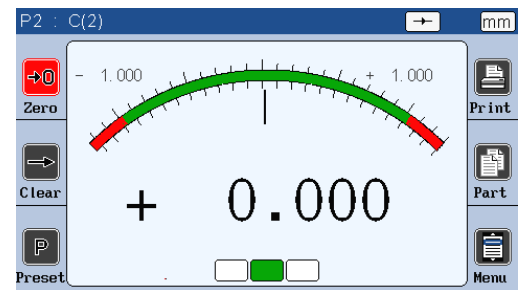 P2 : C(2) mm
→0 - 1.000 + 1.000
Zero Print
Clear Part
+ 0.000
P
Preset Menu